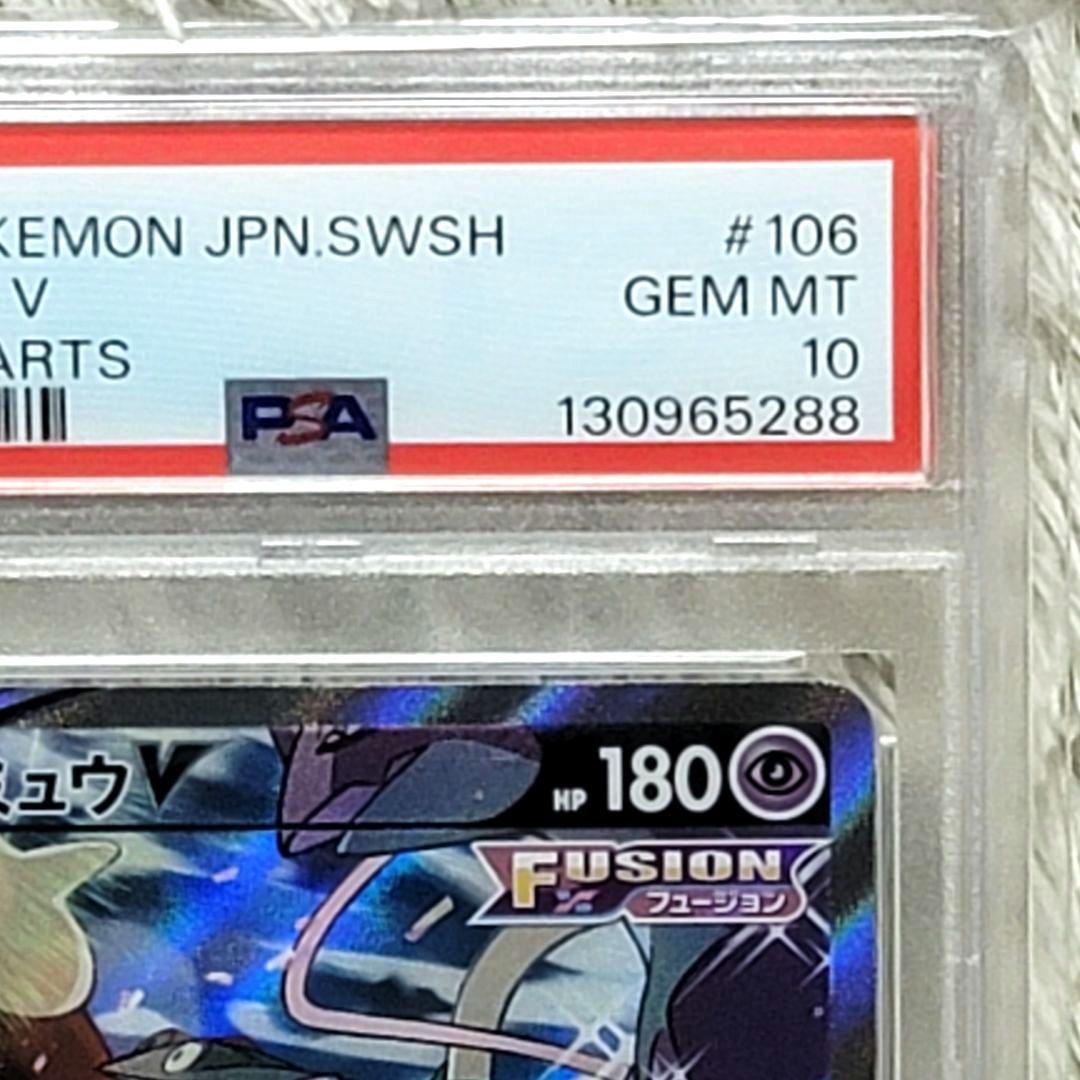 KEMON JPN.SWSH #106
V GEM MT
ARTS 10
PSA 130965288
ミュウV HP 180
FUSION
フュージョン